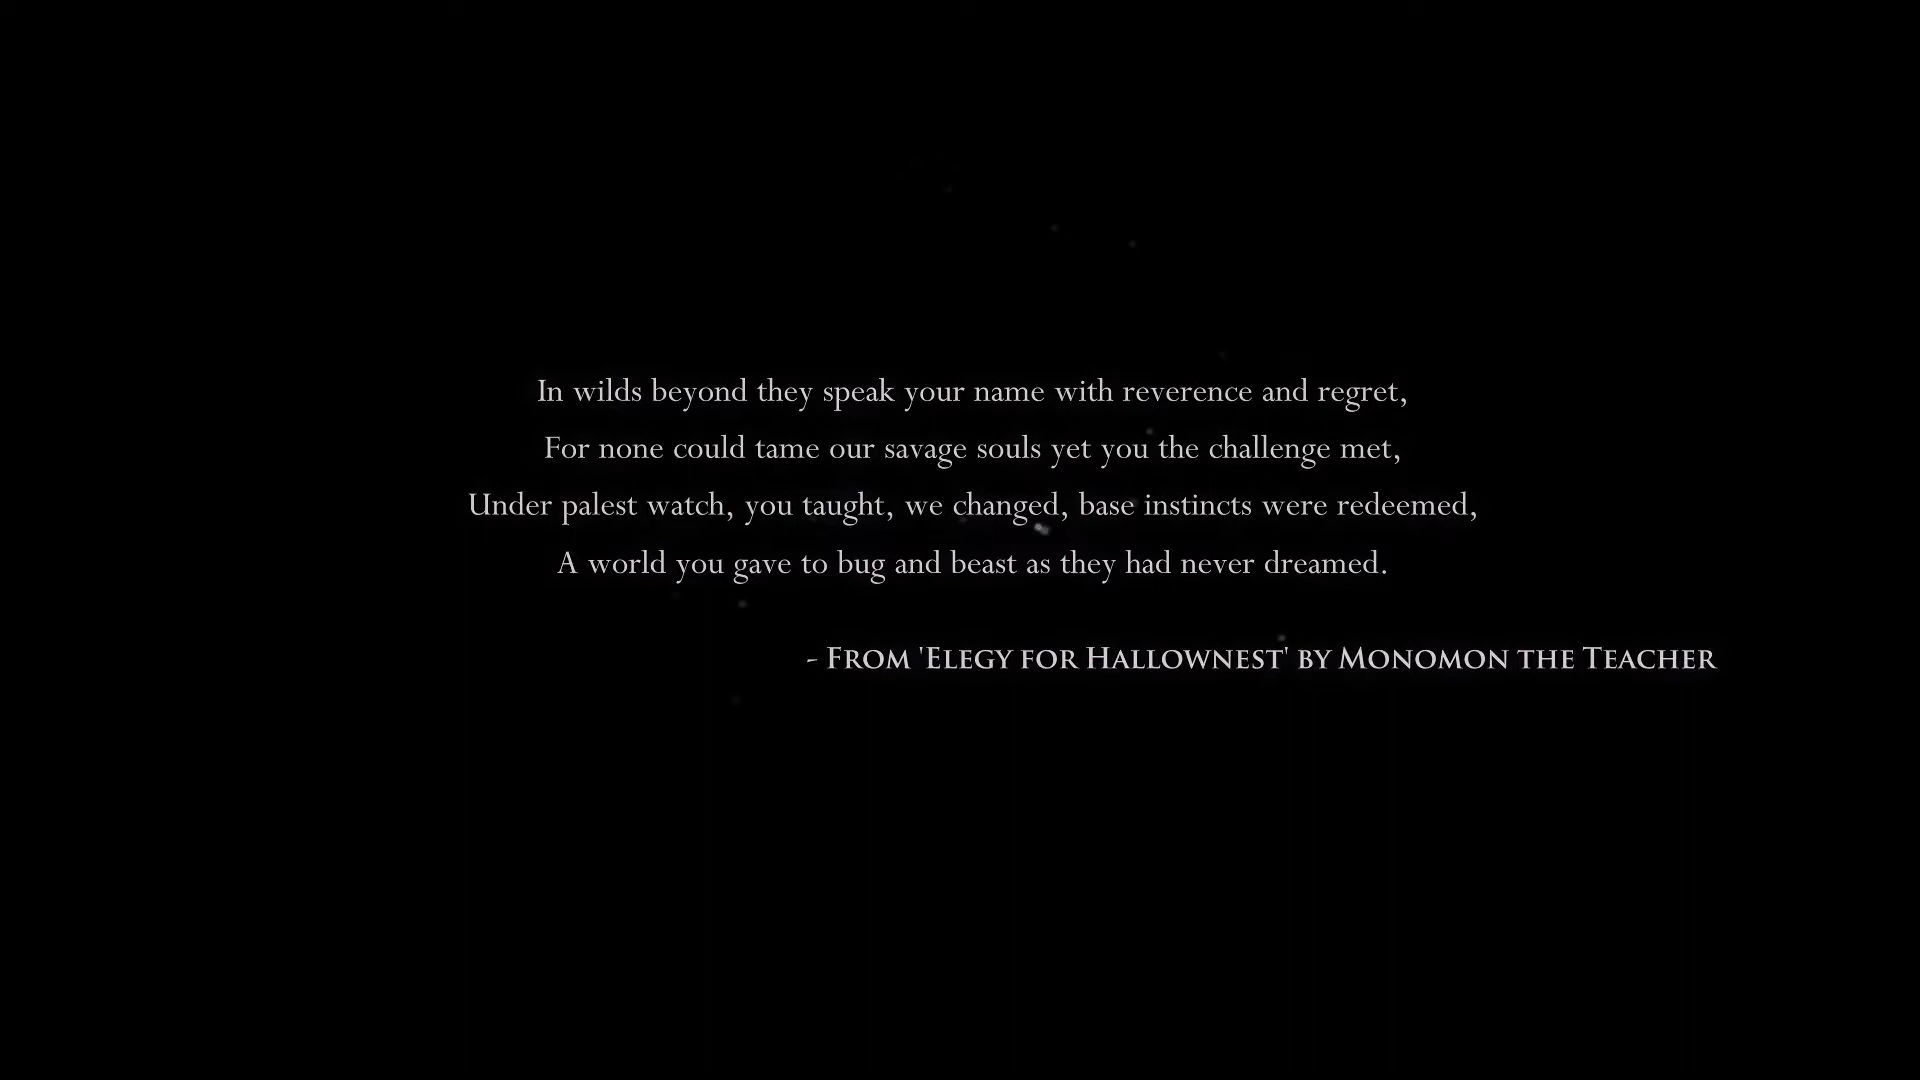 In wilds beyond they speak your name with reverence and regret,
For none could tame our savage souls yet you the challenge met,
Under palest watch, you taught, we changed, base instincts were redeemed,
A world you gave to bug and beast as they had never dreamed.
- From 'Elegy for Hallownest' by Monomon the Teacher